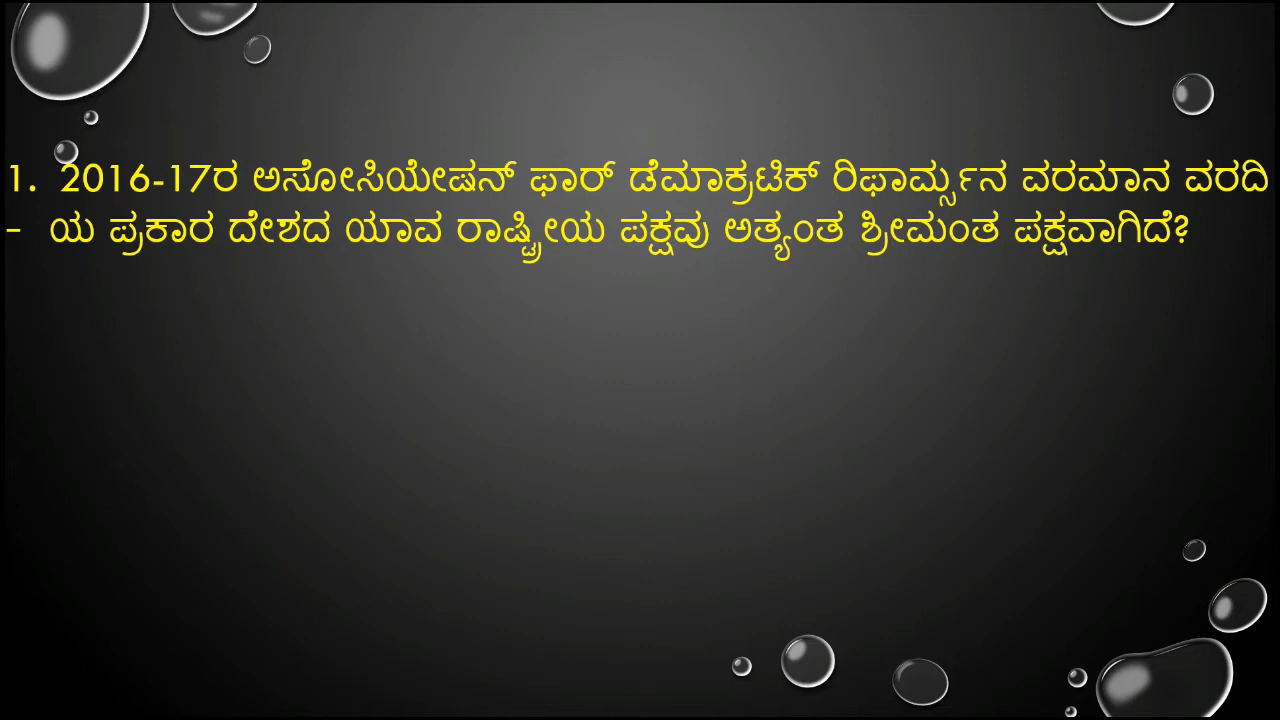 1. 2016-17ರ ಅಸೋಸಿಯೇಷನ್ ಫಾರ್ ಡೆಮಾಕ್ರಟಿಕ್ ರಿಫಾರ್ಮ್ಸ್‌ನ ವರಮಾನ ವರದಿ
- ಯ ಪ್ರಕಾರ ದೇಶದ ಯಾವ ರಾಷ್ಟ್ರೀಯ ಪಕ್ಷವು ಅತ್ಯಂತ ಶ್ರೀಮಂತ ಪಕ್ಷವಾಗಿದೆ?